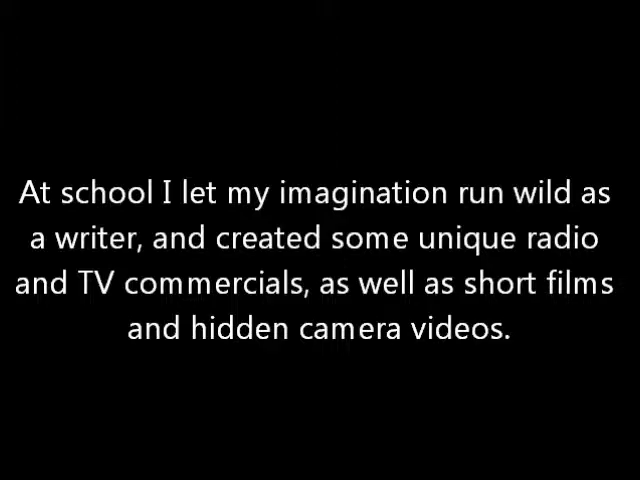 At school I let my imagination run wild as
a writer, and created some unique radio
and TV commercials, as well as short films
and hidden camera videos.